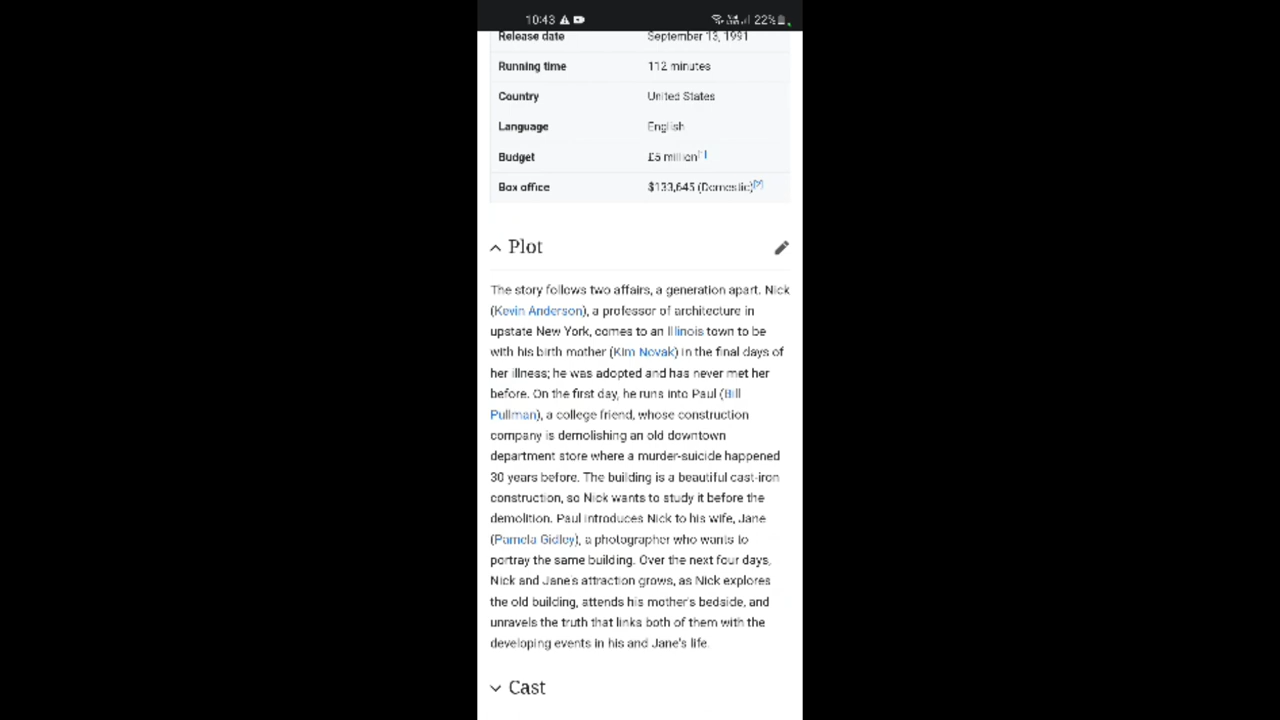 10:43 22%
Release date September 13, 1991
Running time 112 minutes
Country United States
Language English
Budget £5 million[1]
Box office $133,645 (Domestic)[2]
Plot
The story follows two affairs, a generation apart. Nick
(Kevin Anderson), a professor of architecture in
upstate New York, comes to an Illinois town to be
with his birth mother (Kim Novak) in the final days of
her illness; he was adopted and has never met her
before. On the first day, he runs into Paul (Bill
Pullman), a college friend, whose construction
company is demolishing an old downtown
department store where a murder-suicide happened
30 years before. The building is a beautiful cast-iron
construction, so Nick wants to study it before the
demolition. Paul introduces Nick to his wife, Jane
(Pamela Gidley), a photographer who wants to
portray the same building. Over the next four days,
Nick and Janes attraction grows, as Nick explores
the old building, attends his mother's bedside, and
unravels the truth that links both of them with the
developing events in his and Jane's life.
Cast